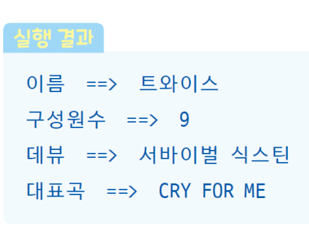 실행 결과
이름 ==> 트와이스
구성원수 ==> 9
데뷰 ==> 서바이벌 식스틴
대표곡 ==> CRY FOR ME